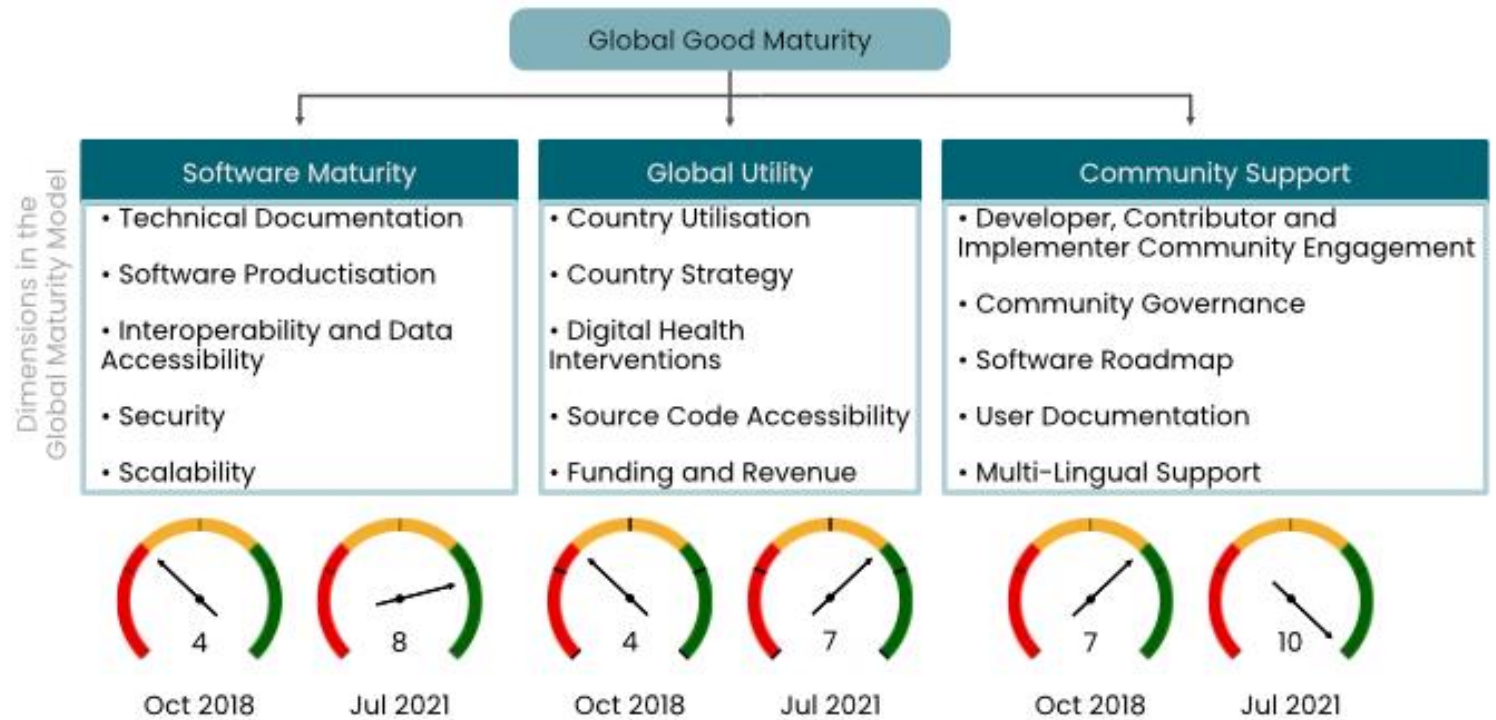 Global Good Maturity
Dimensions in the
Global Maturity Model
Software Maturity
• Technical Documentation
• Software Productisation
• Interoperability and Data
Accessibility
• Security
• Scalability
Global Utility
• Country Utilisation
• Country Strategy
• Digital Health
Interventions
• Source Code Accessibility
• Funding and Revenue
Community Support
• Developer, Contributor and
Implementer Community Engagement
• Community Governance
• Software Roadmap
• User Documentation
• Multi-Lingual Support
4
Oct 2018
8
Jul 2021
4
Oct 2018
7
Jul 2021
7
Oct 2018
10
Jul 2021